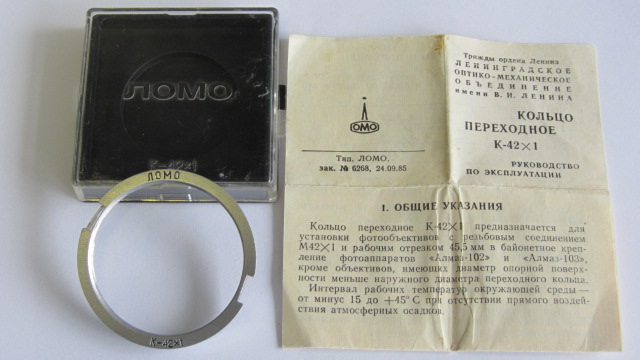 ЛОМО
К-42×1
ЛОМО
К-42×1
ЛОМО
Тип. ЛОМО.
зак. № 6268, 24.09.85
Трижды ордена Ленина
ЛЕНИНГРАДСКОЕ
ОПТИКО-МЕХАНИЧЕСКОЕ
ОБЪЕДИНЕНИЕ
имени В. И. ЛЕНИНА
КОЛЬЦО
ПЕРЕХОДНОЕ
К-42×1
РУКОВОДСТВО
ПО ЭКСПЛУАТАЦИИ
1. ОБЩИЕ УКАЗАНИЯ
Кольцо переходное К-42×1 предназначается для
установки фотообъективов с резьбовым соединением
М42×1 и рабочим отрезком 45,5 мм в байонетное креп-
ление фотоаппаратов «Алмаз-102» и «Алмаз-103»,
кроме объективов, имеющих диаметр опорной поверх-
ности меньше наружного диаметра переходного кольца.
Интервал рабочих температур окружающей среды —
от минус 15 до +45° С при отсутствии прямого воздей-
ствия атмосферных осадков.